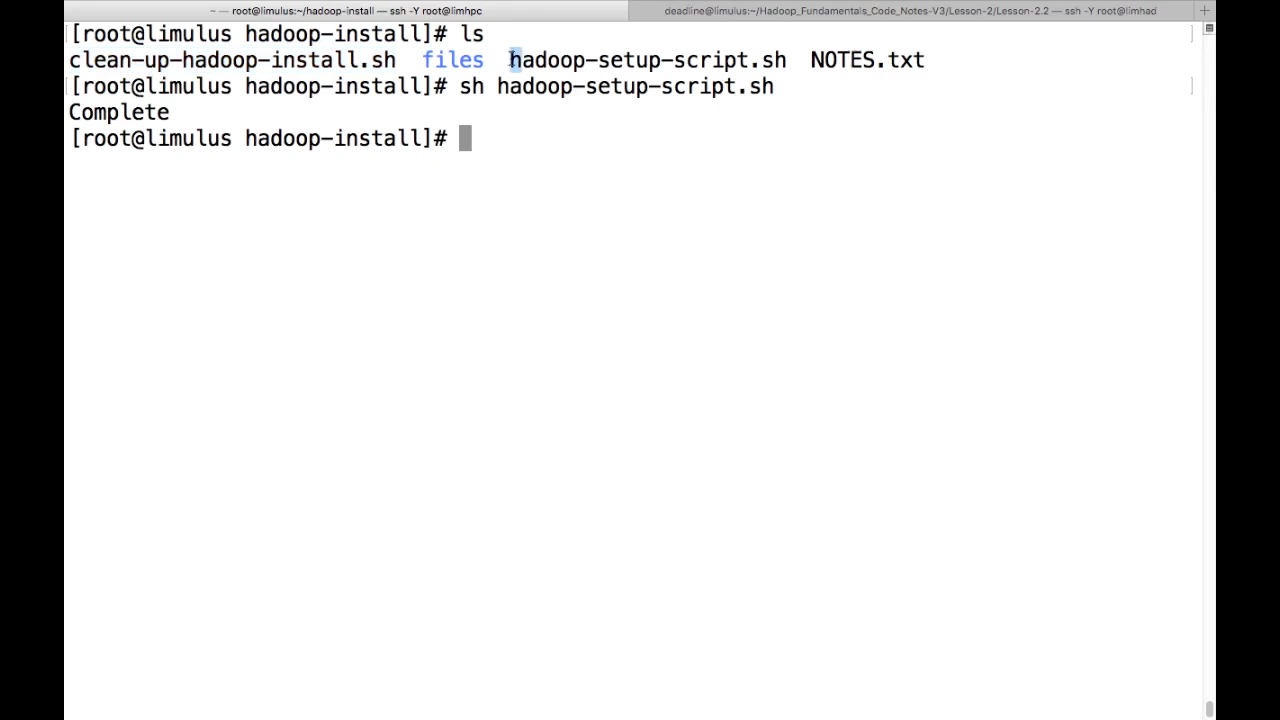 ~ — root@limulus:~/hadoop-install — ssh -Y root@limhpc
deadline@limulus:~/Hadoop_Fundamentals_Code_Notes-V3/Lesson-2/Lesson-2.2 — ssh -Y root@limhad
[root@limulus hadoop-install]# ls
clean-up-hadoop-install.sh  files  hadoop-setup-script.sh  NOTES.txt
[root@limulus hadoop-install]# sh hadoop-setup-script.sh
Complete
[root@limulus hadoop-install]#